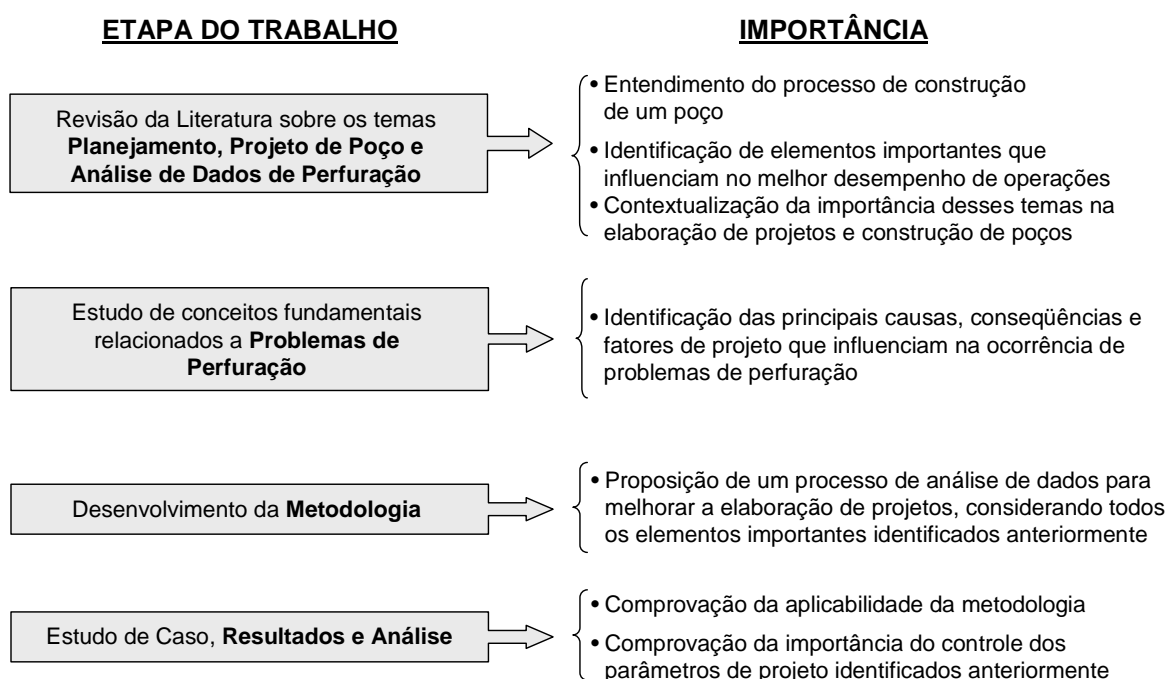 ETAPA DO TRABALHO
IMPORTÂNCIA
Revisão da Literatura sobre os temas
Planejamento, Projeto de Poço e
Análise de Dados de Perfuração
• Entendimento do processo de construção
de um poço
• Identificação de elementos importantes que
influenciam no melhor desempenho de operações
• Contextualização da importância desses temas na
elaboração de projetos e construção de poços
Estudo de conceitos fundamentais
relacionados a Problemas de
Perfuração
• Identificação das principais causas, conseqüências e
fatores de projeto que influenciam na ocorrência de
problemas de perfuração
Desenvolvimento da Metodologia
• Proposição de um processo de análise de dados para
melhorar a elaboração de projetos, considerando todos
os elementos importantes identificados anteriormente
Estudo de Caso, Resultados e Análise
• Comprovação da aplicabilidade da metodologia
• Comprovação da importância do controle dos
parâmetros de projeto identificados anteriormente